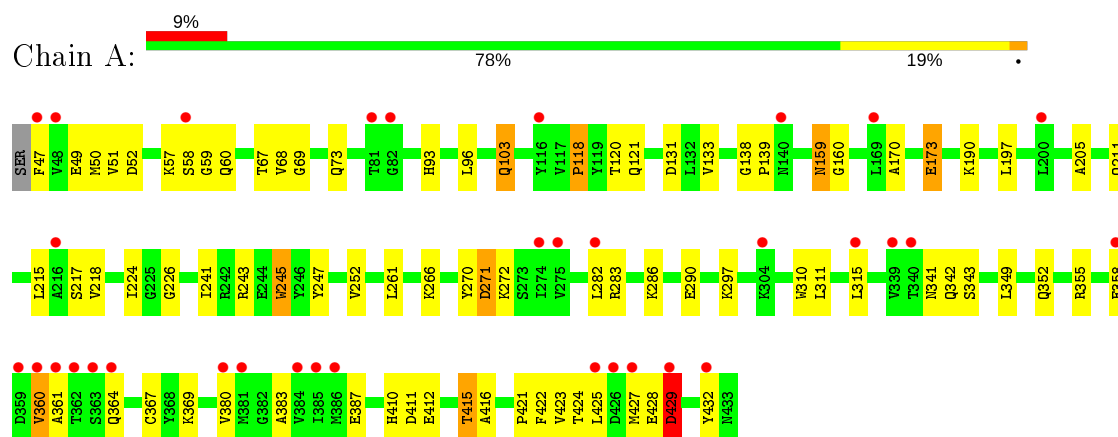 9%
Chain A:
78%
19%
SER F47 V48 E49 M50 V51 D52 K57 S58 G59 Q60 T67 V68 G69 Q73 T81 G82 H93 L96 Q103 Y116 V117 P118 Y119 T120 Q121 D131 L132 V133 G138 P139 N140 N159 G160 L169 A170 E173 K190 L197 L200 A205
L215 A216 S217 V218 I224 G225 G226 I241 R242 R243 E244 W245 Y246 Y247 V252 L261 K266 Y270 D271 K272 S273 I274 V275 L282 R283 K286 E290 K297 K304 W310 L311 L315 V339 T340 N341 Q342 S343 L349 Q352 R355
D359 V360 A361 T362 S363 Q364 C367 Y368 K369 V380 M381 G382 A383 V384 I385 M386 E387 H410 D411 E412 T415 A416 P421 F422 V423 T424 L425 D426 M427 E428 D429 Y432 N433